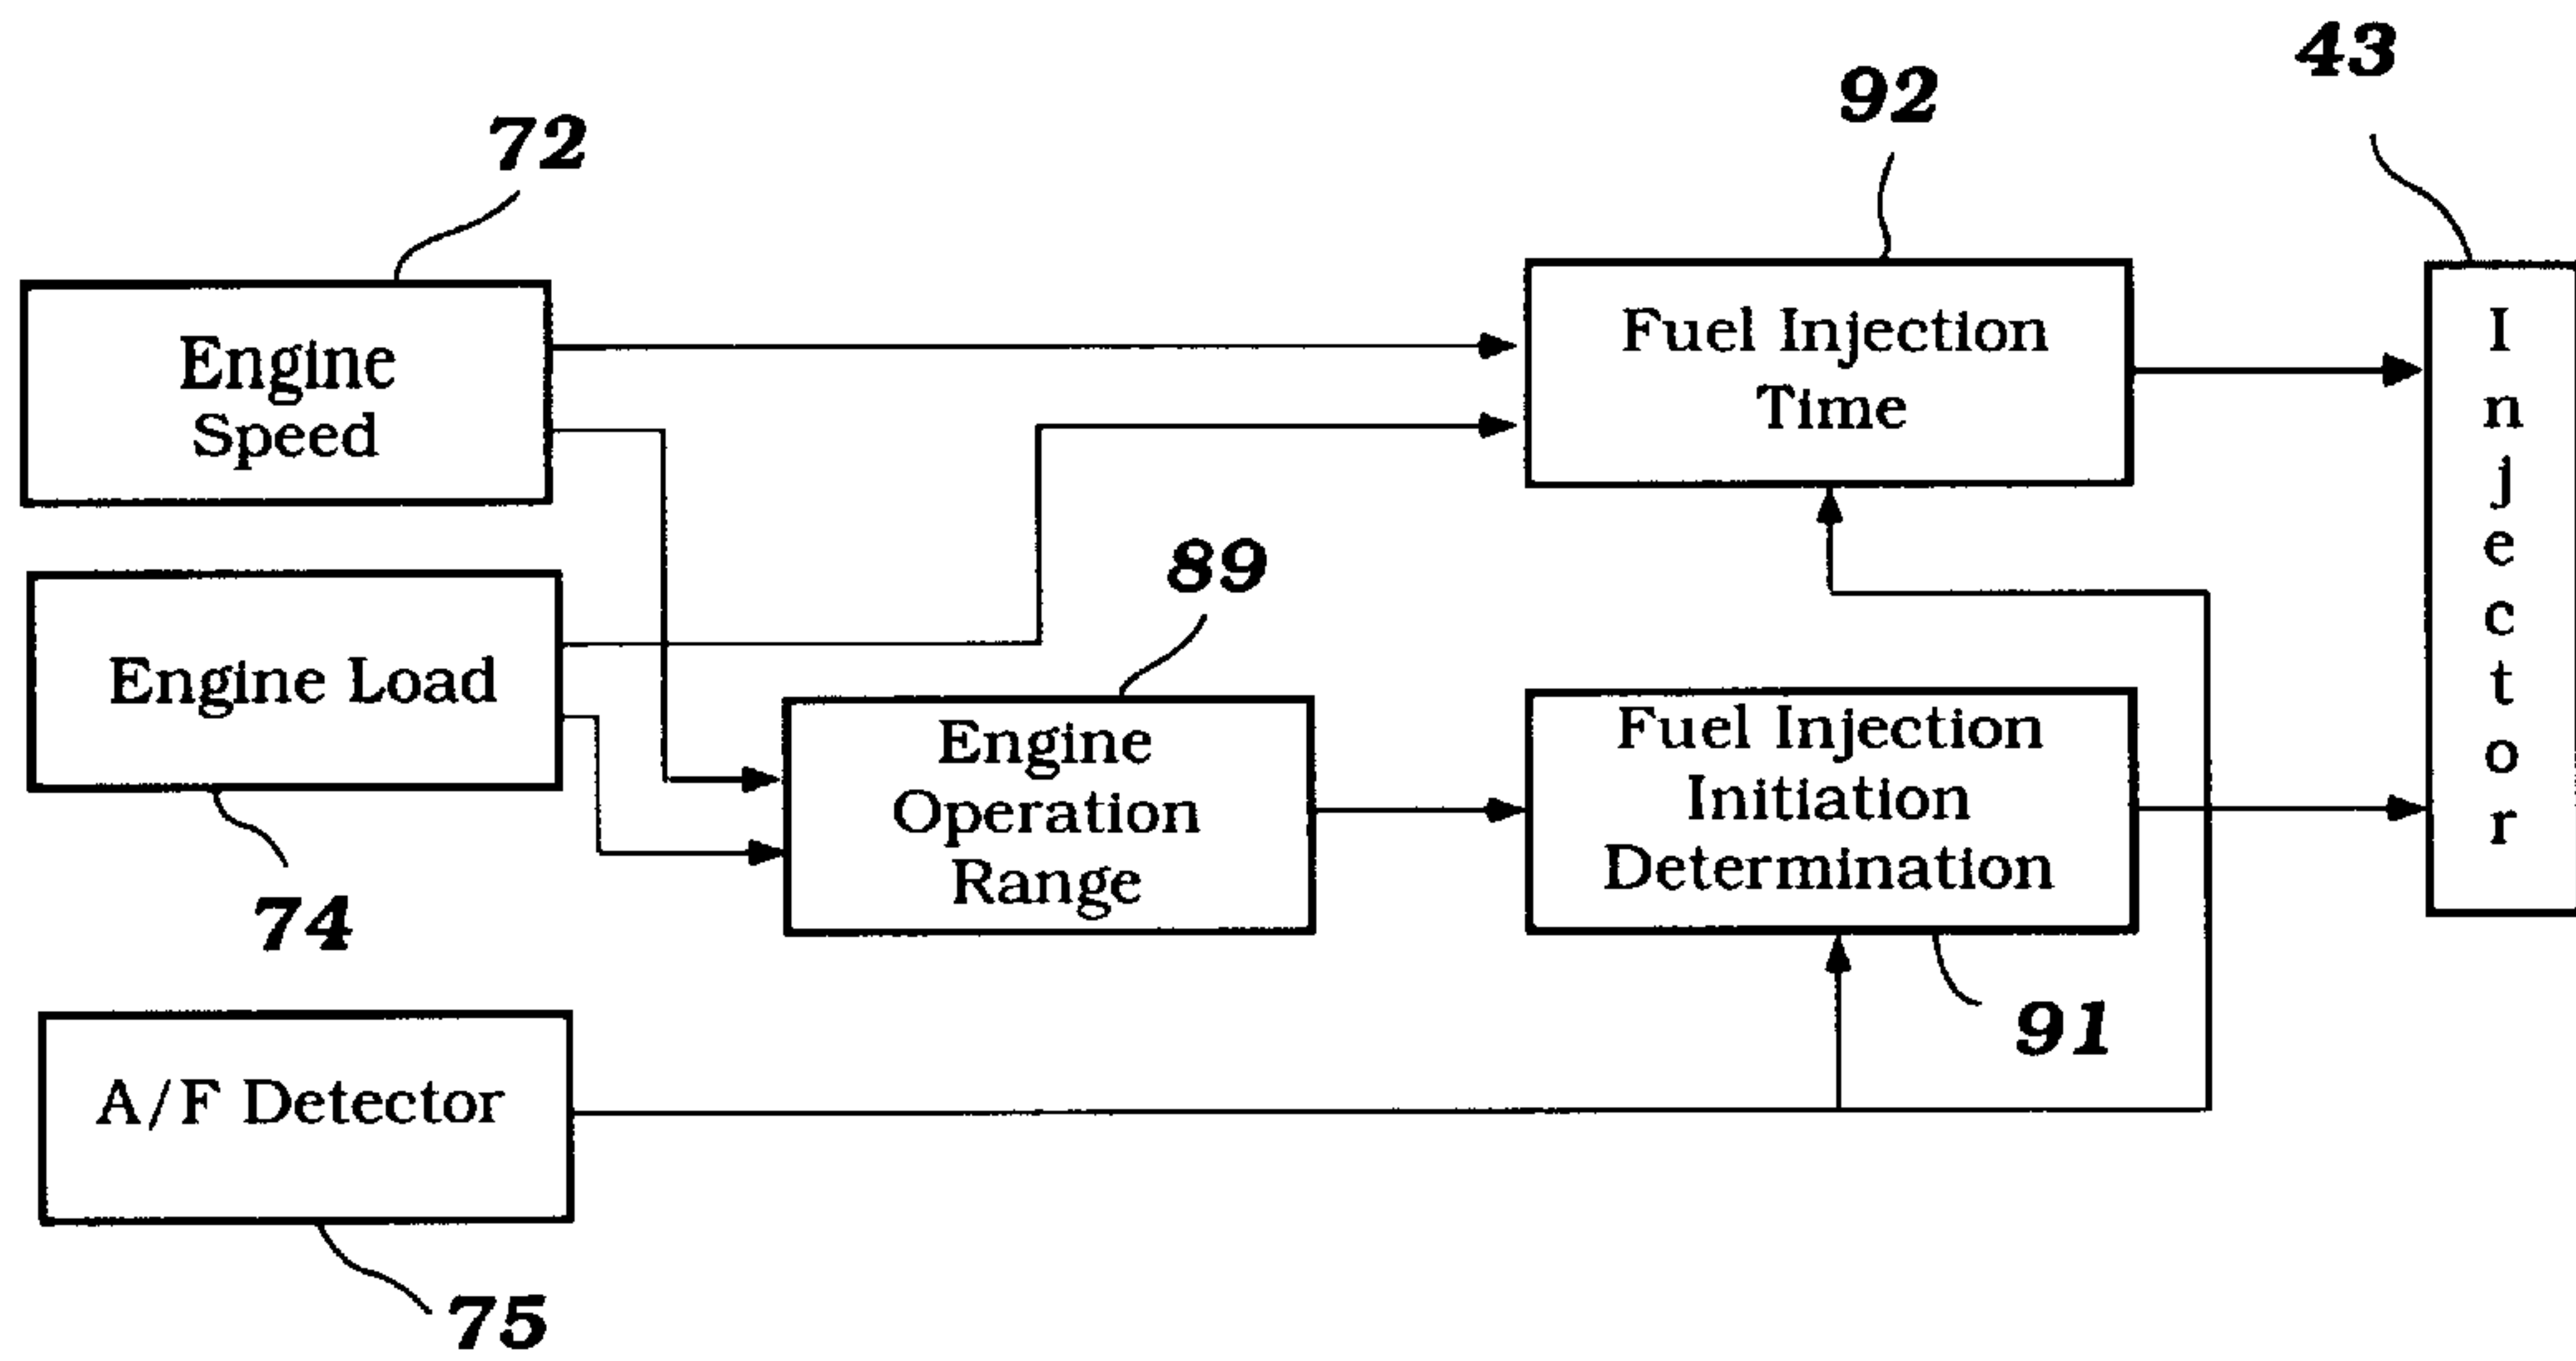 43
92
72
Engine
Speed
Fuel Injection
Time
Injector
89
Engine Load
Engine
Operation
Range
Fuel Injection
Initiation
Determination
74
91
A/F Detector
75